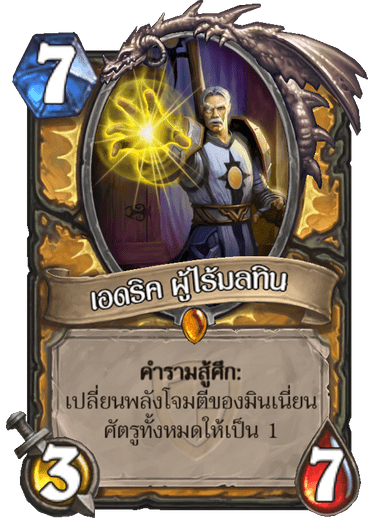 7
เอดริค ผู้ไร้มลทิน
คำรามสู้ศึก:
เปลี่ยนพลังโจมตีของมินเนี่ยน
ศัตรูทั้งหมดให้เป็น 1
3
7